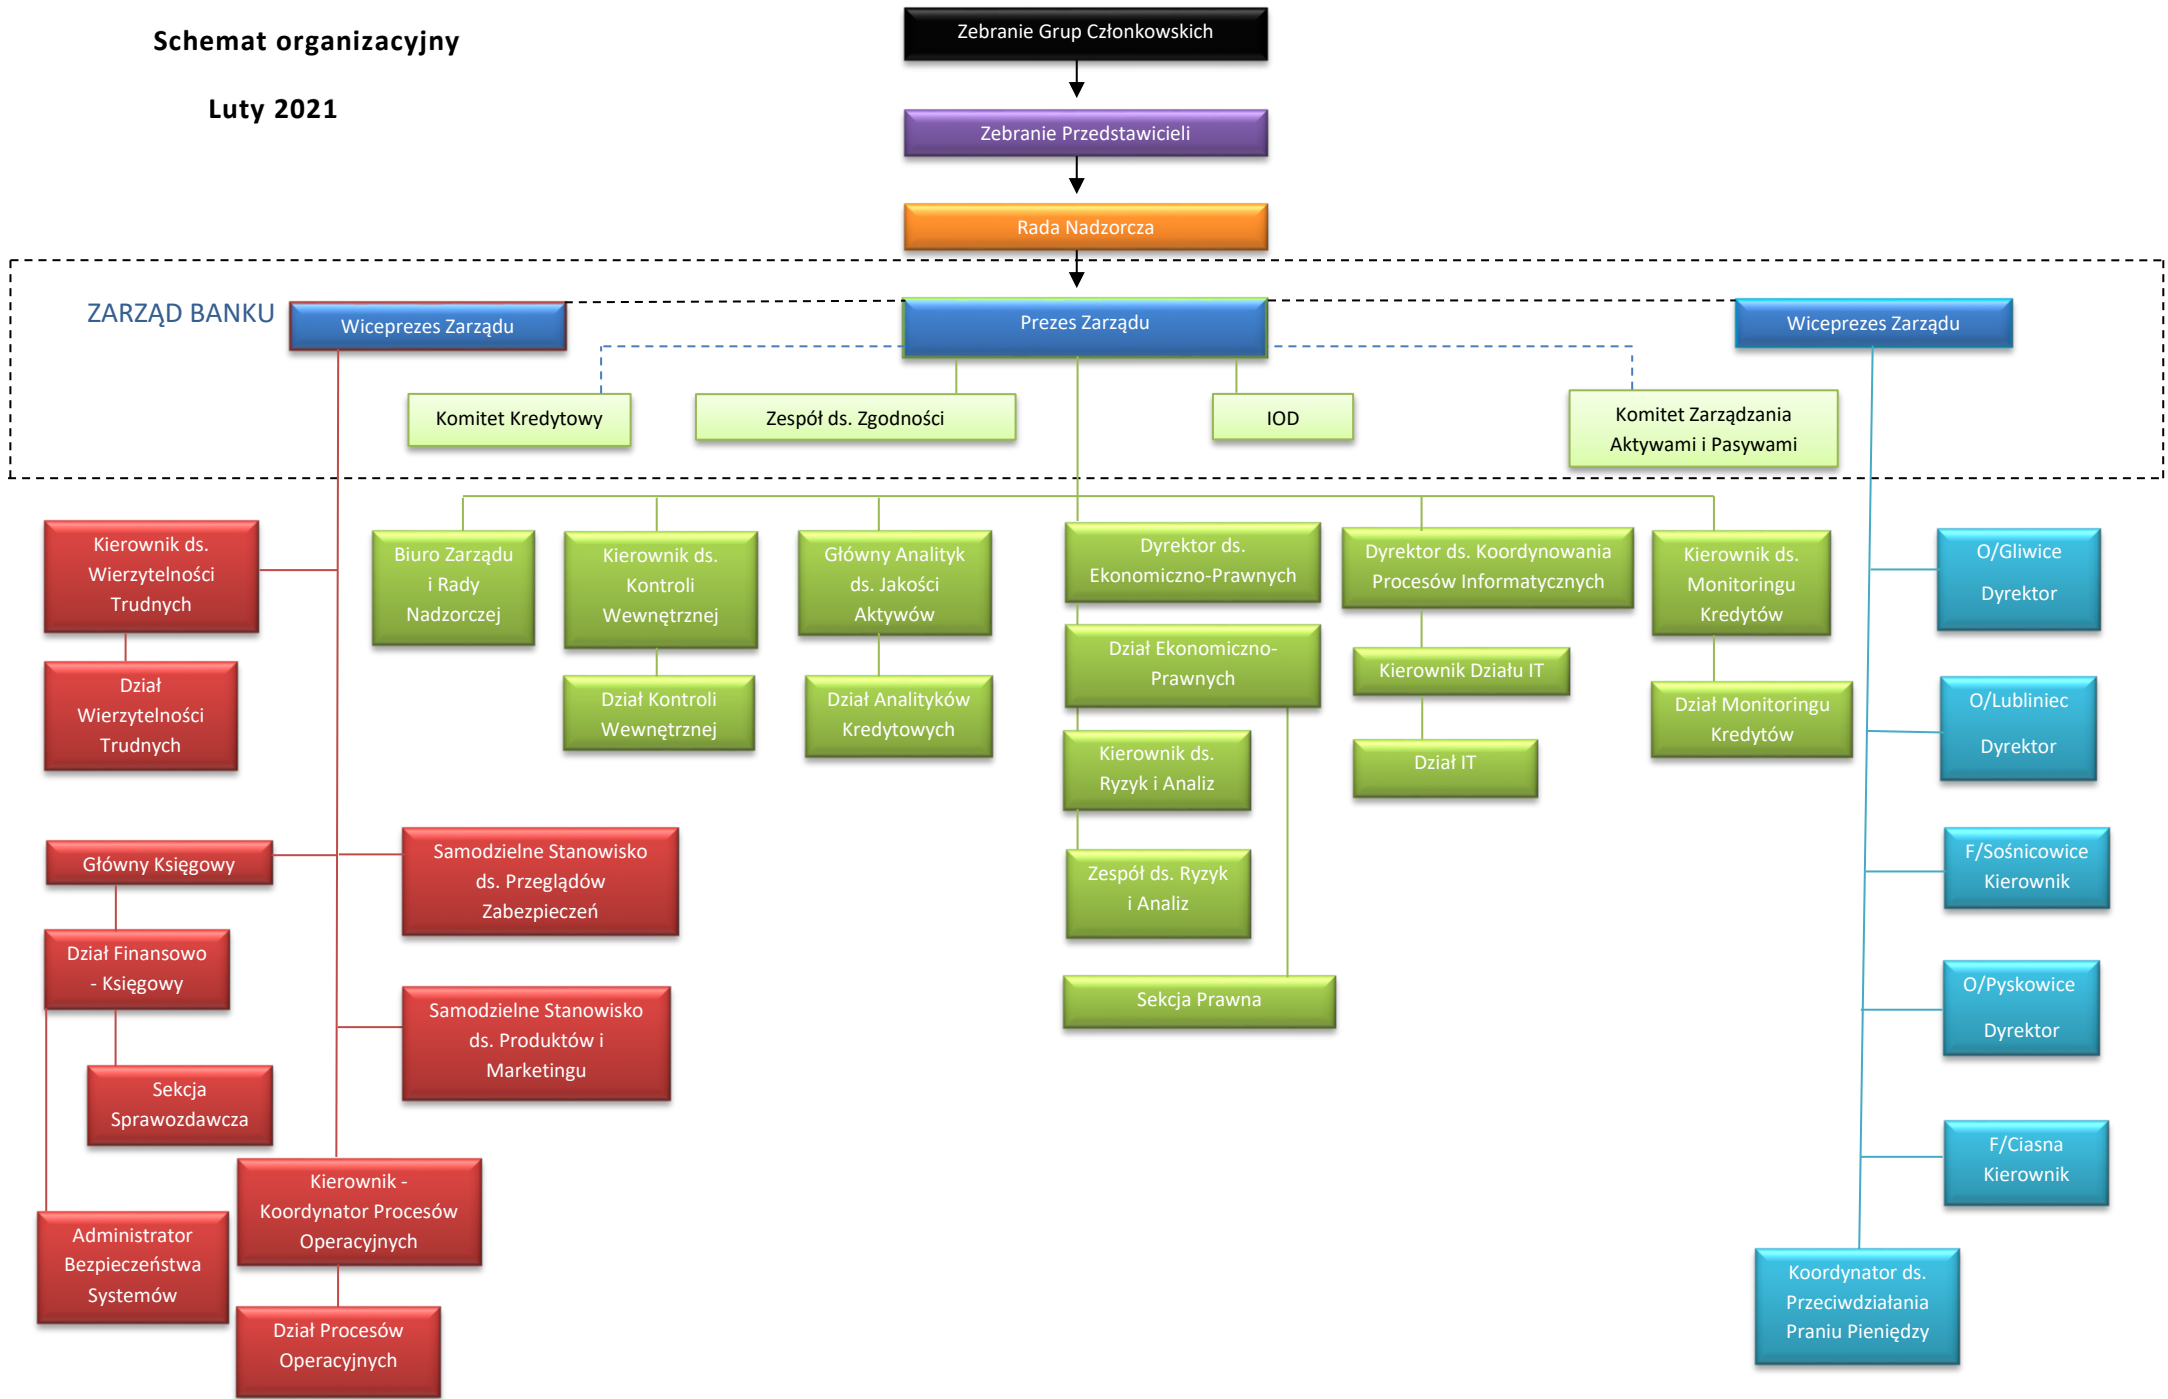 Schemat organizacyjny
Luty 2021
Zebranie Grup Członkowskich
Zebranie Przedstawicieli
Rada Nadzorcza
ZARZĄD BANKU
Wiceprezes Zarządu
Prezes Zarządu
Wiceprezes Zarządu
Komitet Kredytowy
Zespół ds. Zgodności
IOD
Komitet Zarządzania
Aktywami i Pasywami
Kierownik ds.
Wierzytelności
Trudnych
Dział
Wierzytelności
Trudnych
Biuro Zarządu
i Rady
Nadzorczej
Kierownik ds.
Kontroli
Wewnętrznej
Dział Kontroli
Wewnętrznej
Główny Analityk
ds. Jakości
Aktywów
Dział Analityków
Kredytowych
Dyrektor ds.
Ekonomiczno-Prawnych
Dział Ekonomiczno-
Prawnych
Kierownik ds.
Ryzyk i Analiz
Zespół ds. Ryzyk
i Analiz
Sekcja Prawna
Dyrektor ds. Koordynowania
Procesów Informatycznych
Kierownik Działu IT
Dział IT
Kierownik ds.
Monitoringu
Kredytów
Dział Monitoringu
Kredytów
O/Gliwice
Dyrektor
O/Lubliniec
Dyrektor
F/Sośnicowice
Kierownik
O/Pyskowice
Dyrektor
F/Ciasna
Kierownik
Koordynator ds.
Przeciwdziałania
Praniu Pieniędzy
Główny Księgowy
Samodzielne Stanowisko
ds. Przeglądów
Zabezpieczeń
Dział Finansowo
- Księgowy
Samodzielne Stanowisko
ds. Produktów i
Marketingu
Sekcja
Sprawozdawcza
Kierownik -
Koordynator Procesów
Operacyjnych
Administrator
Bezpieczeństwa
Systemów
Dział Procesów
Operacyjnych